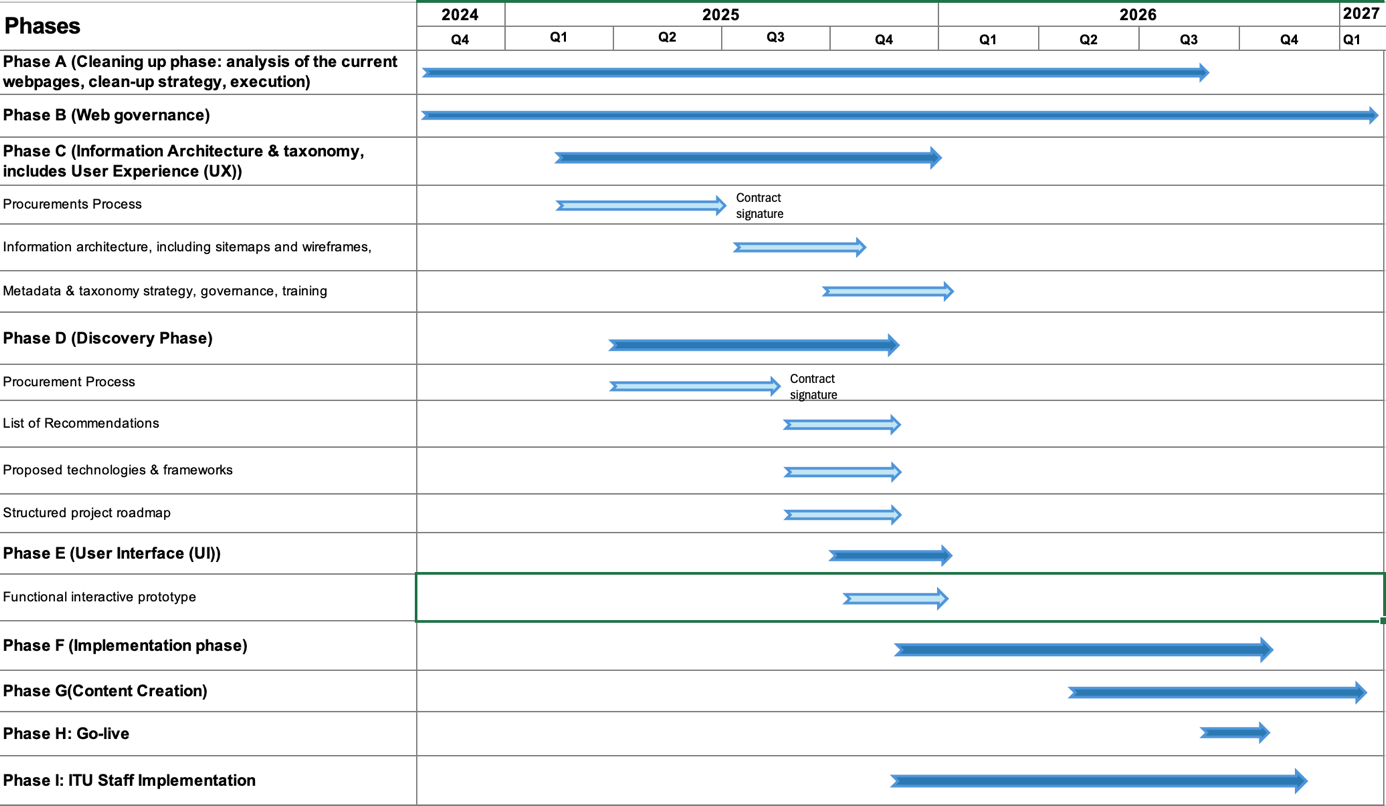 Phases
2024
2025
2026
2027
Q4
Q1
Q2
Q3
Q4
Q1
Q2
Q3
Q4
Q1
Phase A (Cleaning up phase: analysis of the current
webpages, clean-up strategy, execution)
Phase B (Web governance)
Phase C (Information Architecture & taxonomy,
includes User Experience (UX))
Procurements Process
Contract
signature
Information architecture, including sitemaps and wireframes,
Metadata & taxonomy strategy, governance, training
Phase D (Discovery Phase)
Procurement Process
Contract
signature
List of Recommendations
Proposed technologies & frameworks
Structured project roadmap
Phase E (User Interface (UI))
Functional interactive prototype
Phase F (Implementation phase)
Phase G(Content Creation)
Phase H: Go-live
Phase I: ITU Staff Implementation